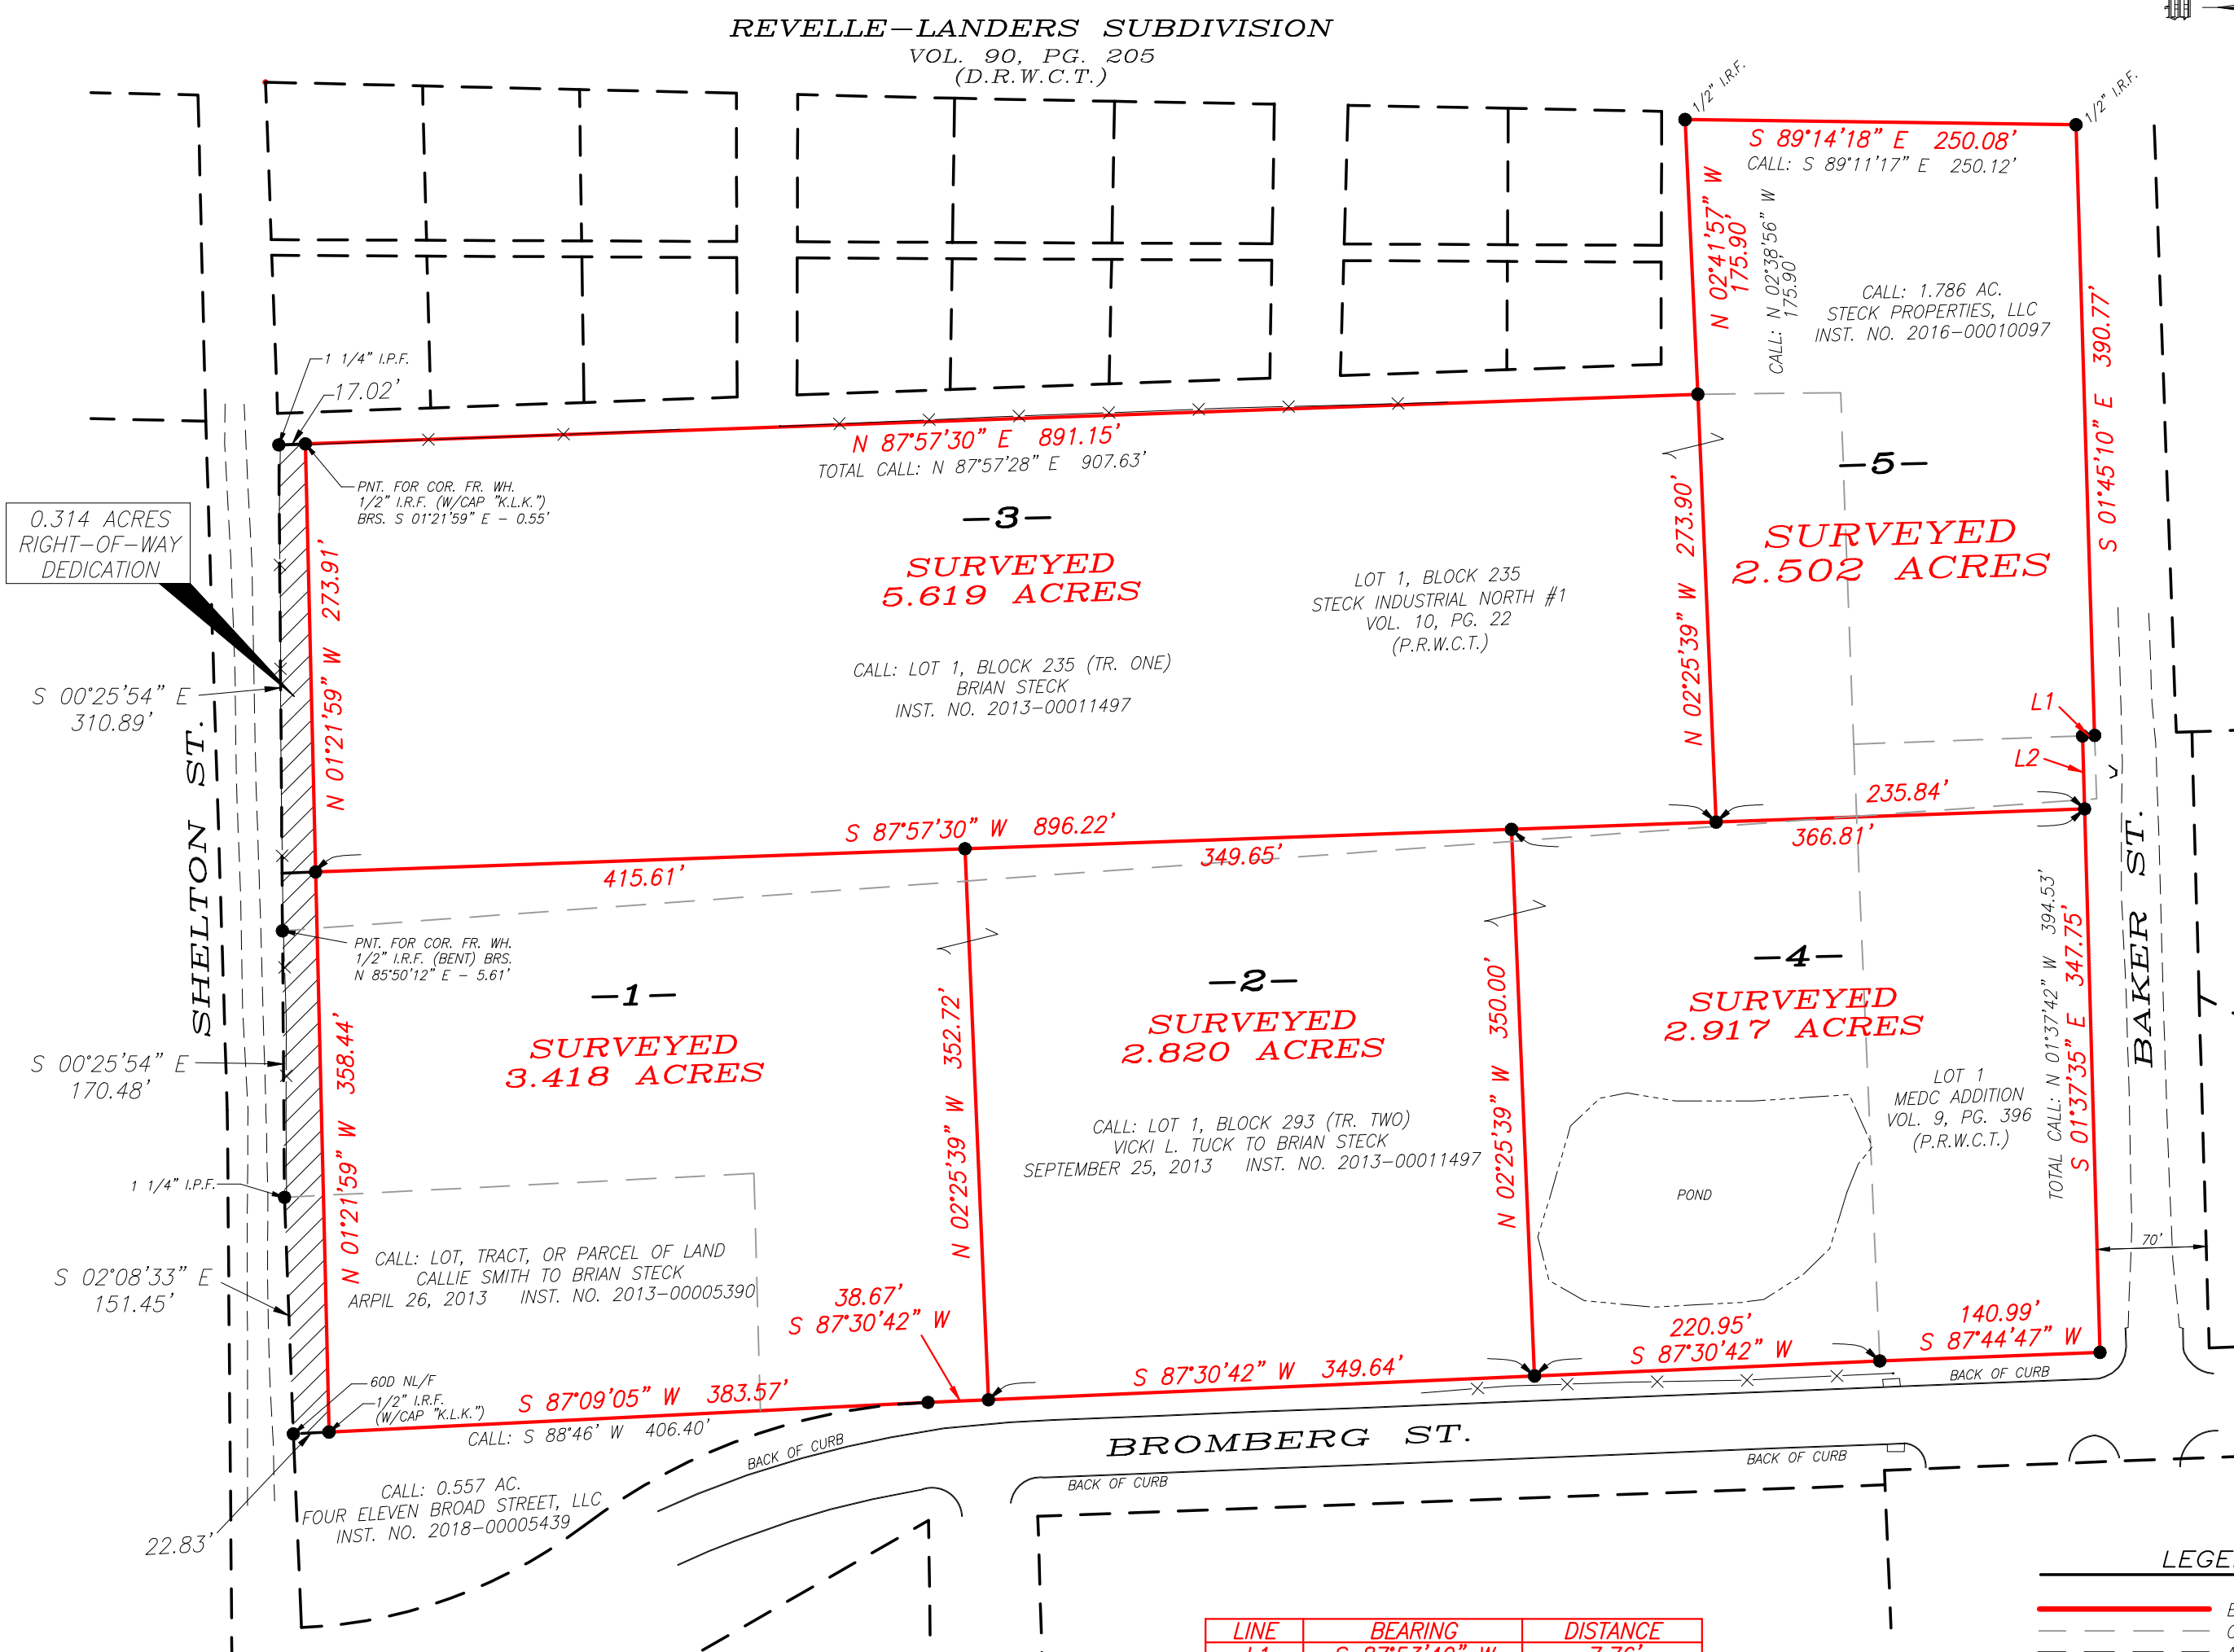 REVELLE-LANDERS SUBDIVISION
VOL. 90, PG. 205
(D.R.W.C.T.)
1/2" I.R.F.
1/2" I.R.F.
S 89°14'18" E 250.08'
CALL: S 89°11'17" E 250.12'
N 02°41'57" W
175.90'
CALL: N 02°38'56" W
175.90'
CALL: 1.786 AC.
STECK PROPERTIES, LLC
INST. NO. 2016-00010097
S 01°45'10" E 390.77'
1 1/4" I.P.F.
17.02'
N 87°57'30" E 891.15'
TOTAL CALL: N 87°57'28" E 907.63'
PNT. FOR COR. FR. WH.
1/2" I.R.F. (W/CAP "K.L.K.")
BRS. S 01°21'59" E - 0.55'
0.314 ACRES
RIGHT-OF-WAY
DEDICATION
N 01°21'59" W 273.91'
-3-
SURVEYED
5.619 ACRES
LOT 1, BLOCK 235
STECK INDUSTRIAL NORTH #1
VOL. 10, PG. 22
(P.R.W.C.T.)
CALL: LOT 1, BLOCK 235 (TR. ONE)
BRIAN STECK
INST. NO. 2013-00011497
N 02°25'39" W 273.90'
-5-
SURVEYED
2.502 ACRES
S 00°25'54" E
310.89'
SHELTON ST.
L1
L2
235.84'
S 87°57'30" W 896.22'
415.61'
349.65'
366.81'
BAKER ST.
PNT. FOR COR. FR. WH.
1/2" I.R.F. (BENT) BRS.
N 85°50'12" E - 5.61'
-1-
SURVEYED
3.418 ACRES
N 01°21'59" W 358.44'
N 02°25'39" W 352.72'
-2-
SURVEYED
2.820 ACRES
CALL: LOT 1, BLOCK 293 (TR. TWO)
VICKI L. TUCK TO BRIAN STECK
SEPTEMBER 25, 2013 INST. NO. 2013-00011497
N 02°25'39" W 350.00'
-4-
SURVEYED
2.917 ACRES
LOT 1
MEDC ADDITION
VOL. 9, PG. 396
(P.R.W.C.T.)
TOTAL CALL: N 01°37'42" W 394.53'
S 01°37'35" E 347.75'
POND
70'
S 00°25'54" E
170.48'
1 1/4" I.P.F.
S 02°08'33" E
151.45'
CALL: LOT, TRACT, OR PARCEL OF LAND
CALLIE SMITH TO BRIAN STECK
ARPIL 26, 2013 INST. NO. 2013-00005390
38.67'
S 87°30'42" W
60D NL/F
1/2" I.R.F.
(W/CAP "K.L.K.")
S 87°09'05" W 383.57'
CALL: S 88°46' W 406.40'
S 87°30'42" W 349.64'
220.95'
S 87°30'42" W
140.99'
S 87°44'47" W
BACK OF CURB
BACK OF CURB
BROMBERG ST.
BACK OF CURB
BACK OF CURB
CALL: 0.557 AC.
FOUR ELEVEN BROAD STREET, LLC
INST. NO. 2018-00005439
22.83'
LEGE
LINE BEARING DISTANCE
L1 S 87°53'40" W 7.76'